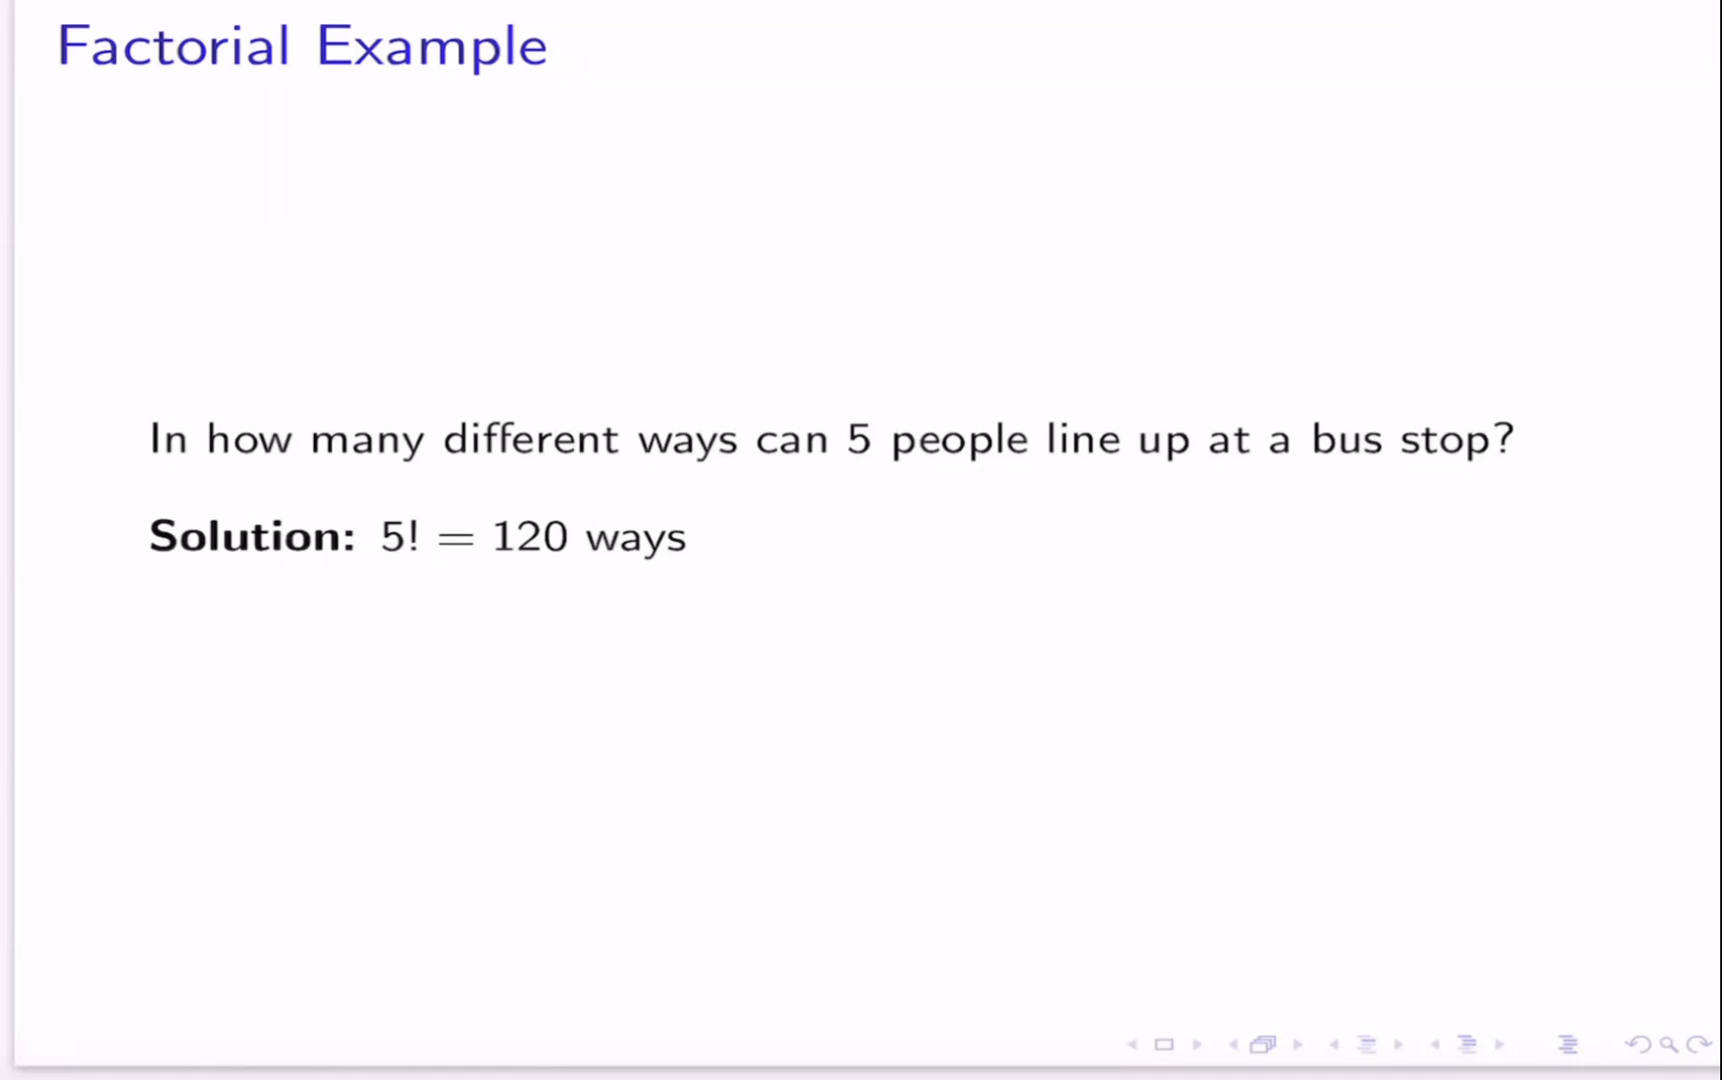 Factorial Example
In how many different ways can 5 people line up at a bus stop?
Solution: 5! = 120 ways